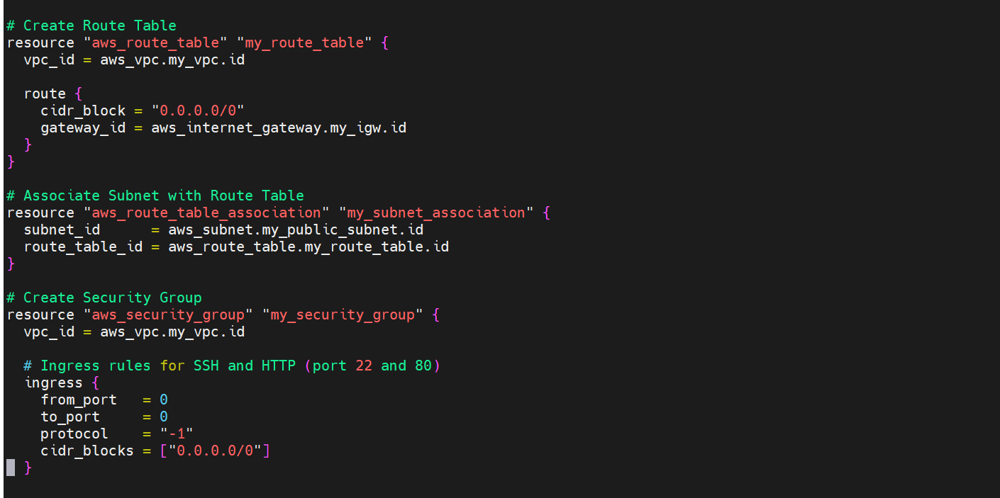 # Create Route Table
resource "aws_route_table" "my_route_table" {
  vpc_id = aws_vpc.my_vpc.id

  route {
    cidr_block = "0.0.0.0/0"
    gateway_id = aws_internet_gateway.my_igw.id
  }
}

# Associate Subnet with Route Table
resource "aws_route_table_association" "my_subnet_association" {
  subnet_id      = aws_subnet.my_public_subnet.id
  route_table_id = aws_route_table.my_route_table.id
}

# Create Security Group
resource "aws_security_group" "my_security_group" {
  vpc_id = aws_vpc.my_vpc.id

  # Ingress rules for SSH and HTTP (port 22 and 80)
  ingress {
    from_port   = 0
    to_port     = 0
    protocol    = "-1"
    cidr_blocks = ["0.0.0.0/0"]
  }